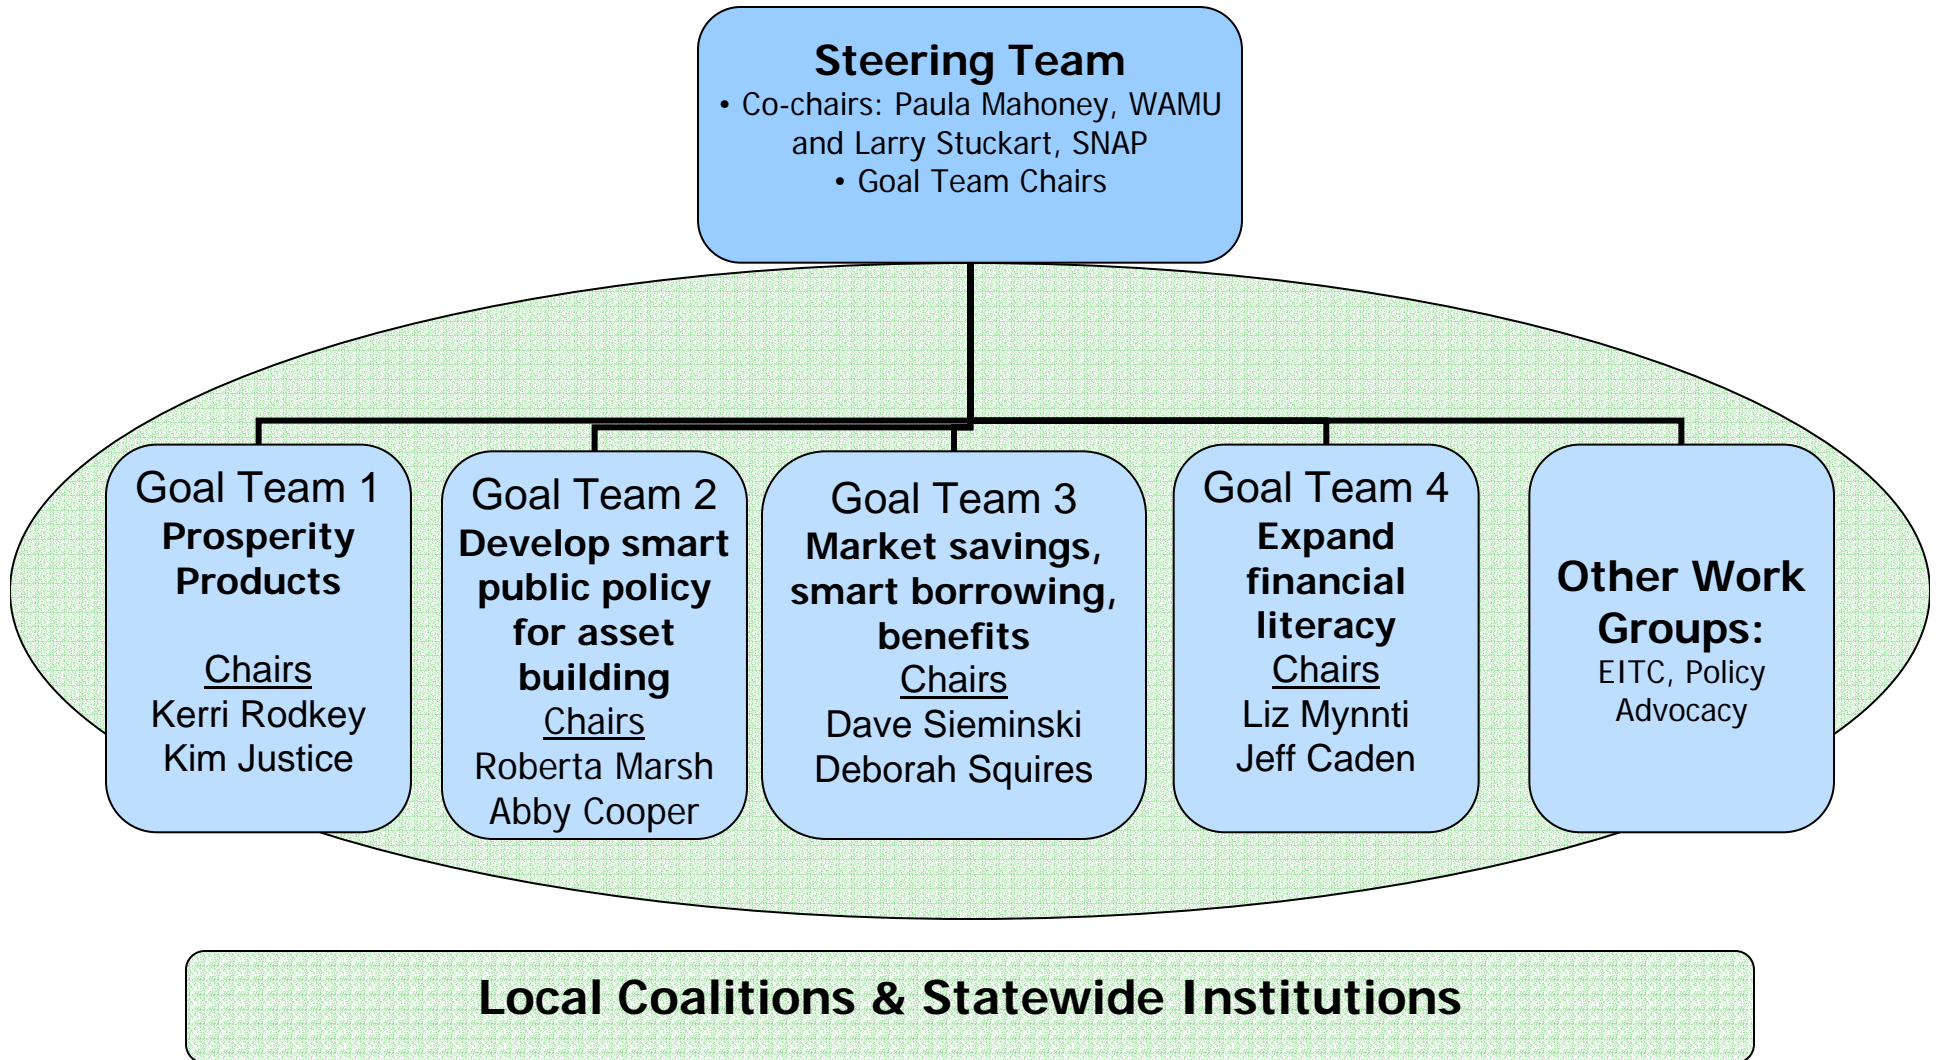 Steering Team
• Co-chairs: Paula Mahoney, WAMU
and Larry Stuckart, SNAP
• Goal Team Chairs
Goal Team 1
Prosperity
Products
Chairs
Kerri Rodkey
Kim Justice
Goal Team 2
Develop smart
public policy
for asset
building
Chairs
Roberta Marsh
Abby Cooper
Goal Team 3
Market savings,
smart borrowing,
benefits
Chairs
Dave Sieminski
Deborah Squires
Goal Team 4
Expand
financial
literacy
Chairs
Liz Mynnti
Jeff Caden
Other Work
Groups:
EITC, Policy
Advocacy
Local Coalitions & Statewide Institutions